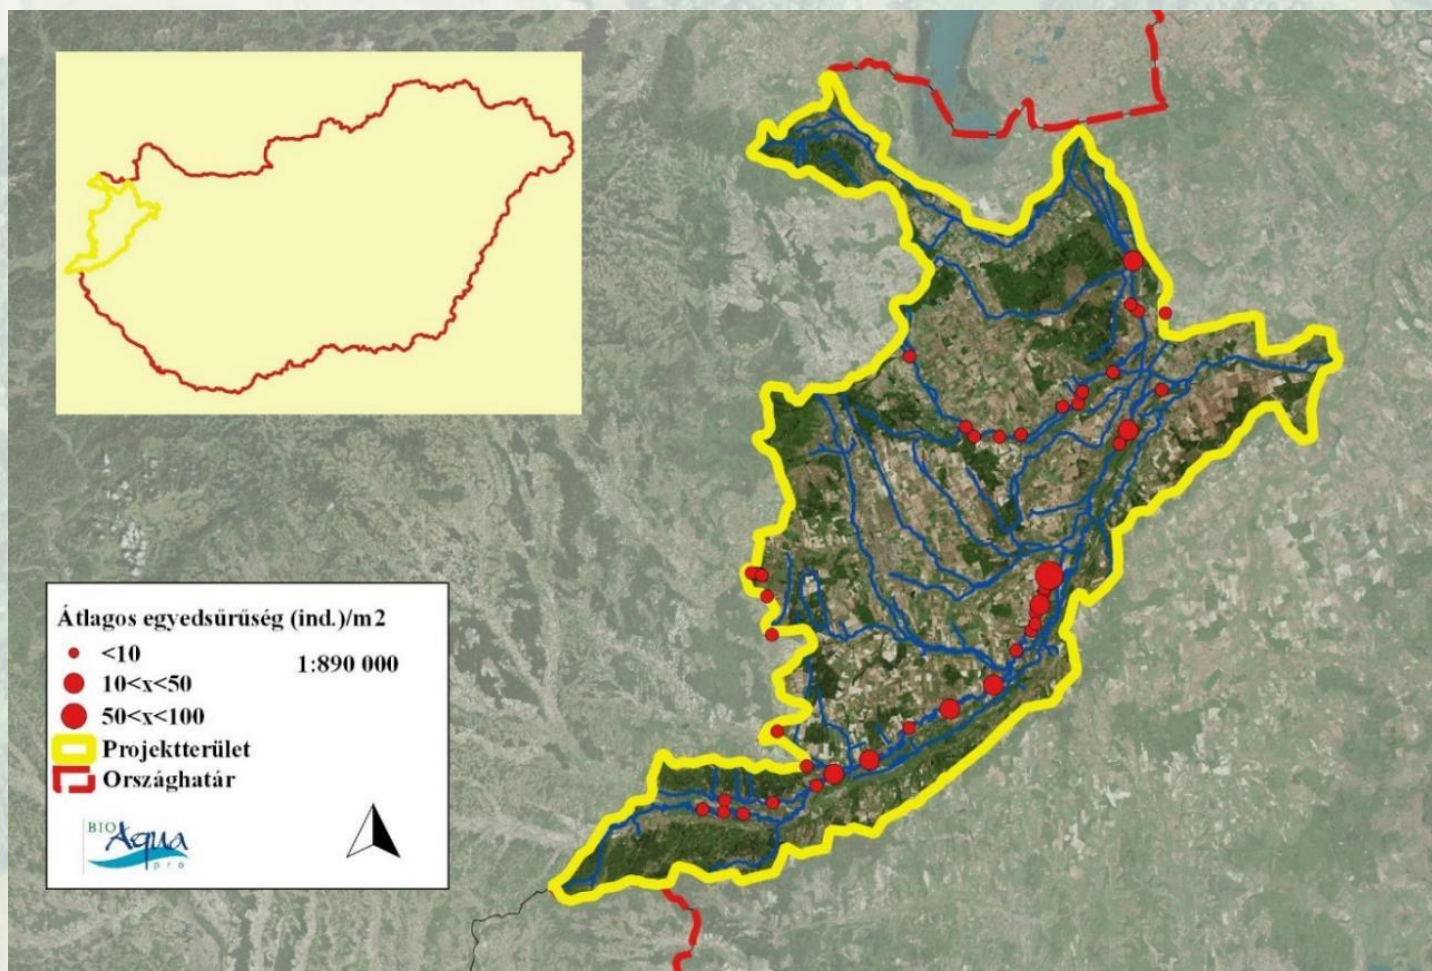 Átlagos egyedsűrűség (ind.)/m2
<10
1:890 000
10<x<50
50<x<100
Projektterület
Országhatár
BIO
Aqua
pro